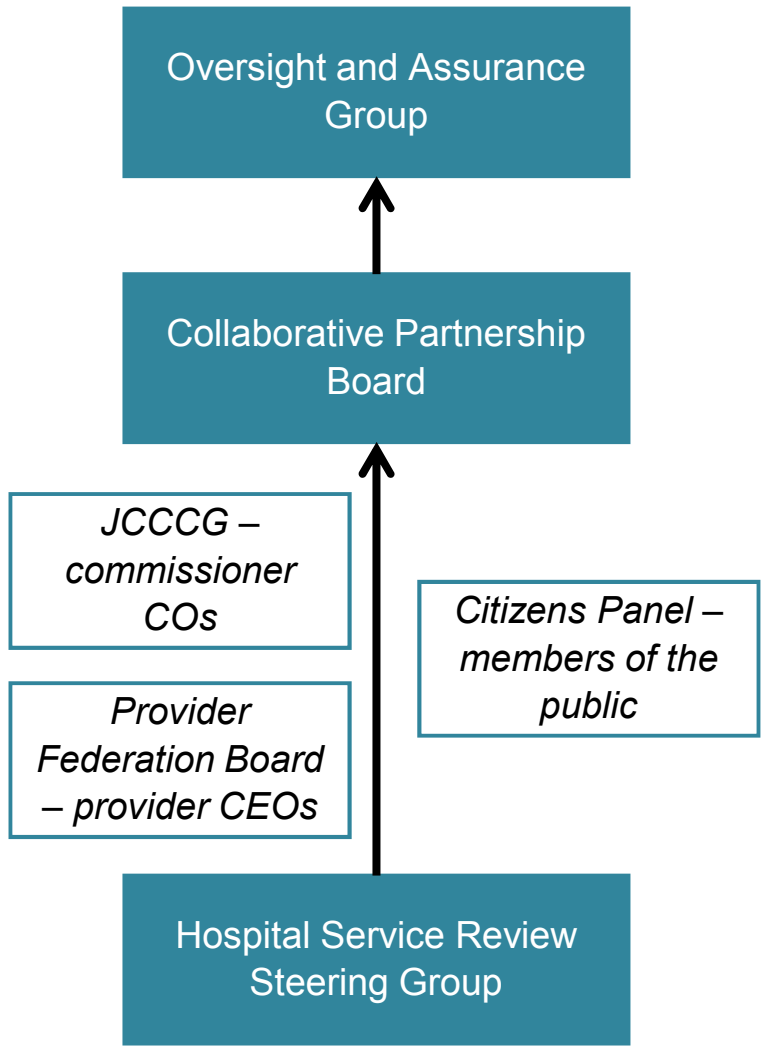 Oversight and Assurance
Group
Collaborative Partnership
Board
JCCCG –
commissioner
COs
Citizens Panel –
members of the
public
Provider
Federation Board
– provider CEOs
Hospital Service Review
Steering Group